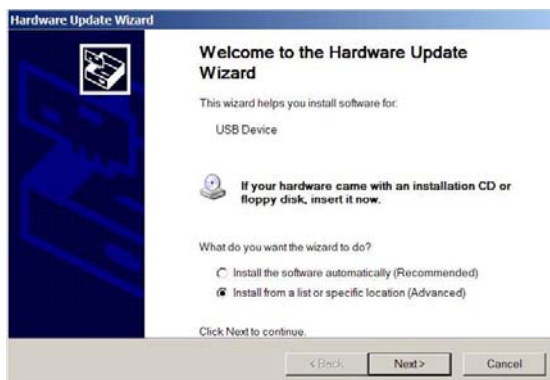 Hardware Update Wizard
Welcome to the Hardware Update
Wizard
This wizard helps you install software for:
USB Device
If your hardware came with an installation CD or
floppy disk, insert it now.
What do you want the wizard to do?
Install the software automatically (Recommended)
Install from a list or specific location (Advanced)
Click Next to continue.
< Back
Next >
Cancel